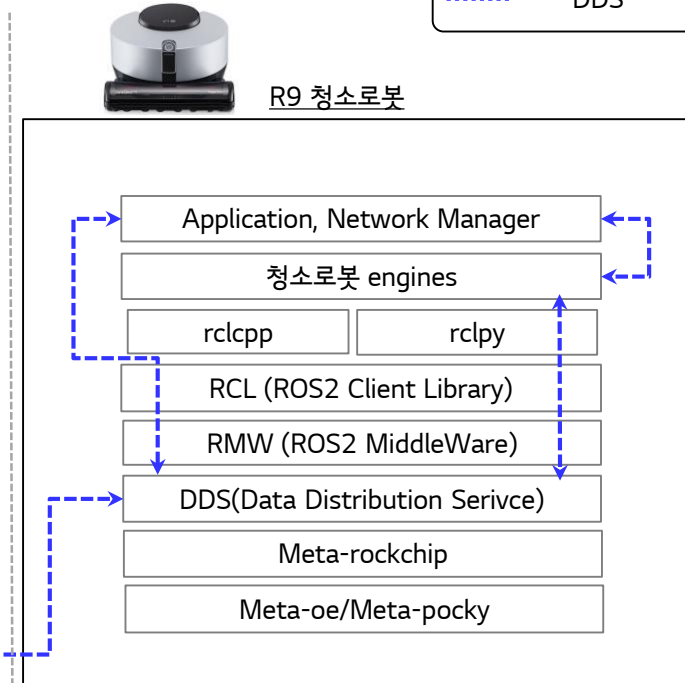 DDS
R9 청소로봇
Application, Network Manager
청소로봇 engines
rclcpp
rclpy
RCL (ROS2 Client Library)
RMW (ROS2 MiddleWare)
DDS(Data Distribution Serivce)
Meta-rockchip
Meta-oe/Meta-pocky